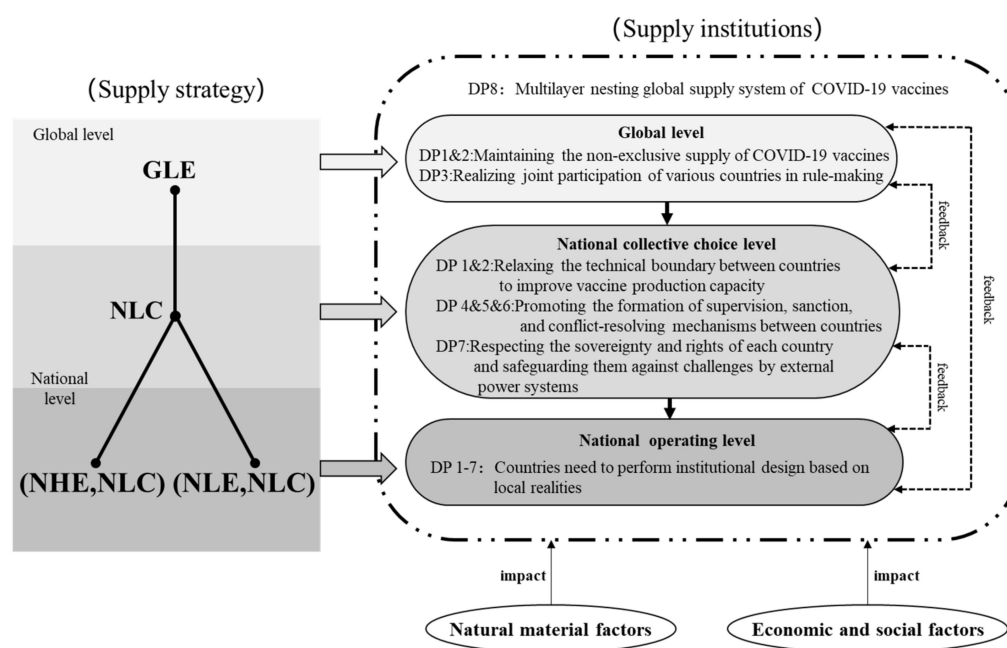 (Supply strategy)
Global level
GLE
NLC
National
level
(NHE,NLC) (NLE,NLC)
(Supply institutions)
DP8: Multilayer nesting global supply system of COVID-19 vaccines
Global level
DP1&2:Maintaining the non-exclusive supply of COVID-19 vaccines
DP3:Realizing joint participation of various countries in rule-making
National collective choice level
DP 1&2:Relaxing the technical boundary between countries
to improve vaccine production capacity
DP 4&5&6:Promoting the formation of supervision, sanction,
and conflict-resolving mechanisms between countries
DP7:Respecting the sovereignty and rights of each country
and safeguarding them against challenges by external
power systems
National operating level
DP 1-7: Countries need to perform institutional design based on
local realities
feedback
feedback
feedback
impact
impact
Natural material factors
Economic and social factors